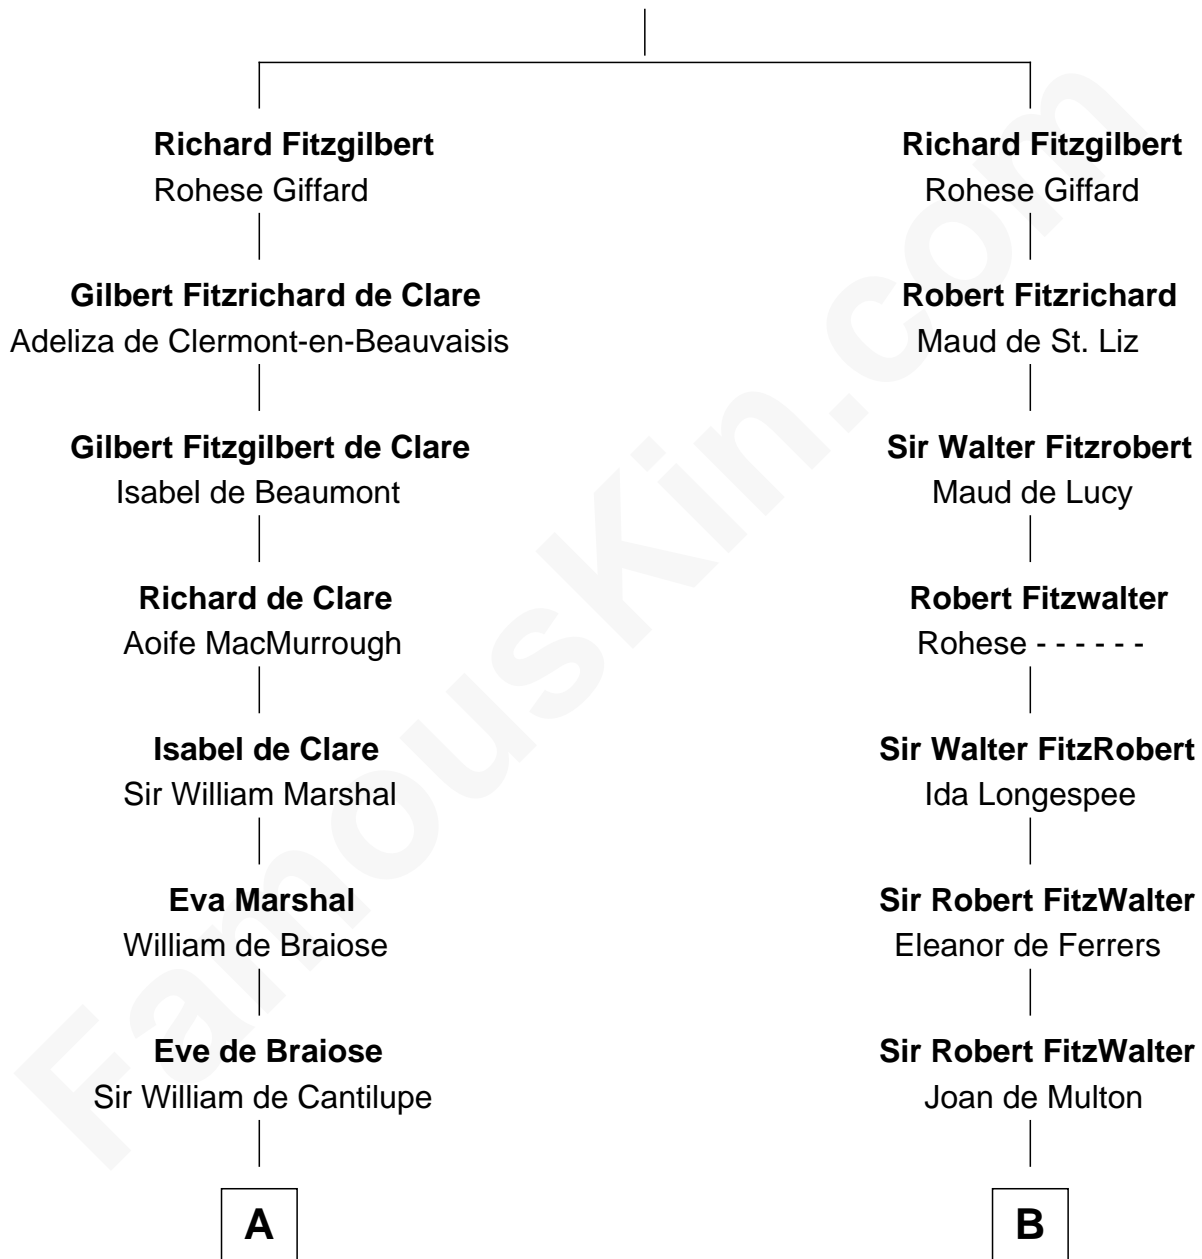 Richard Fitzgilbert
Rohese Giffard
Gilbert Fitzrichard de Clare
Adeliza de Clermont-en-Beauvaisis
Gilbert Fitzgilbert de Clare
Isabel de Beaumont
Richard de Clare
Aoife MacMurrough
Isabel de Clare
Sir William Marshal
Eva Marshal
William de Braiose
Eve de Braiose
Sir William de Cantilupe
A
Richard Fitzgilbert
Rohese Giffard
Robert Fitzrichard
Maud de St. Liz
Sir Walter Fitzrobert
Maud de Lucy
Robert Fitzwalter
Rohese - - - - - -
Sir Walter FitzRobert
Ida Longespee
Sir Robert FitzWalter
Eleanor de Ferrers
Sir Robert FitzWalter
Joan de Multon
B
FamousKin.com